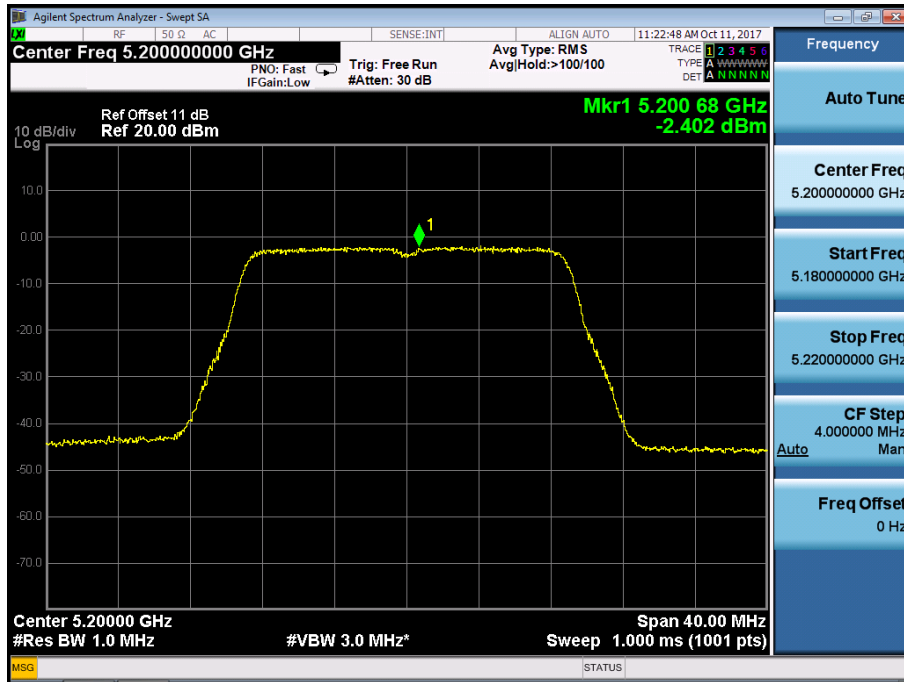 Agilent Spectrum Analyzer - Swept SA
LXI RF 50 Ω AC SENSE:INT ALIGN AUTO 11:22:48 AM Oct 11, 2017
Center Freq 5.200000000 GHz
PNO: Fast
IFGain:Low
Trig: Free Run
#Atten: 30 dB
Avg Type: RMS
Avg|Hold:>100/100
TRACE 1 2 3 4 5 6
TYPE A WWWWW
DET A N N N N N
Mkr1 5.200 68 GHz
-2.402 dBm
Ref Offset 11 dB
10 dB/div Ref 20.00 dBm
Log
1
10.0
0.00
-10.0
-20.0
-30.0
-40.0
-50.0
-60.0
-70.0
Center 5.20000 GHz Span 40.00 MHz
#Res BW 1.0 MHz #VBW 3.0 MHz* Sweep 1.000 ms (1001 pts)
MSG STATUS
Frequency
Auto Tune
Center Freq
5.200000000 GHz
Start Freq
5.180000000 GHz
Stop Freq
5.220000000 GHz
CF Step
4.000000 MHz
Auto Man
Freq Offset
0 Hz